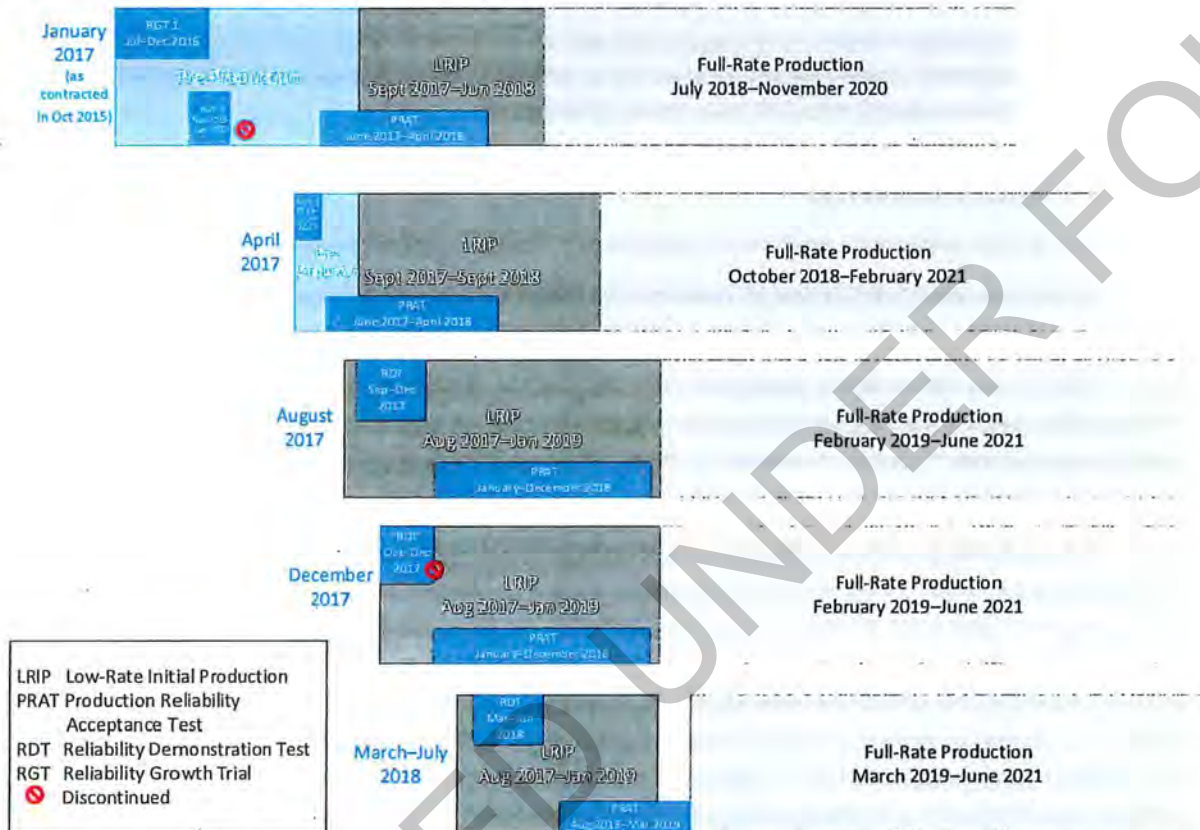 January
2017
(as
contracted
in Oct 2015)
RGT 1
Jul–Dec 2016
LRIP
Sept 2017–Jun 2018
PRAT
June 2017–April 2018
Full-Rate Production
July 2018–November 2020
April
2017
LRIP
Sept 2017–Sept 2018
PRAT
June 2017–April 2018
Full-Rate Production
October 2018–February 2021
August
2017
RDT
Sep–Dec
2017
LRIP
Aug 2017–Jan 2019
PRAT
January–December 2018
Full-Rate Production
February 2019–June 2021
December
2017
RDT
Oct–Dec
2017
LRIP
Aug 2017–Jan 2019
PRAT
January–December 2018
Full-Rate Production
February 2019–June 2021
March–July
2018
RDT
Mar–Jun
2018
LRIP
Aug 2017–Jan 2019
PRAT
Aug 2018–Mar 2019
Full-Rate Production
March 2019–June 2021
LRIP Low-Rate Initial Production
PRAT Production Reliability
Acceptance Test
RDT Reliability Demonstration Test
RGT Reliability Growth Trial
Discontinued
UNDER